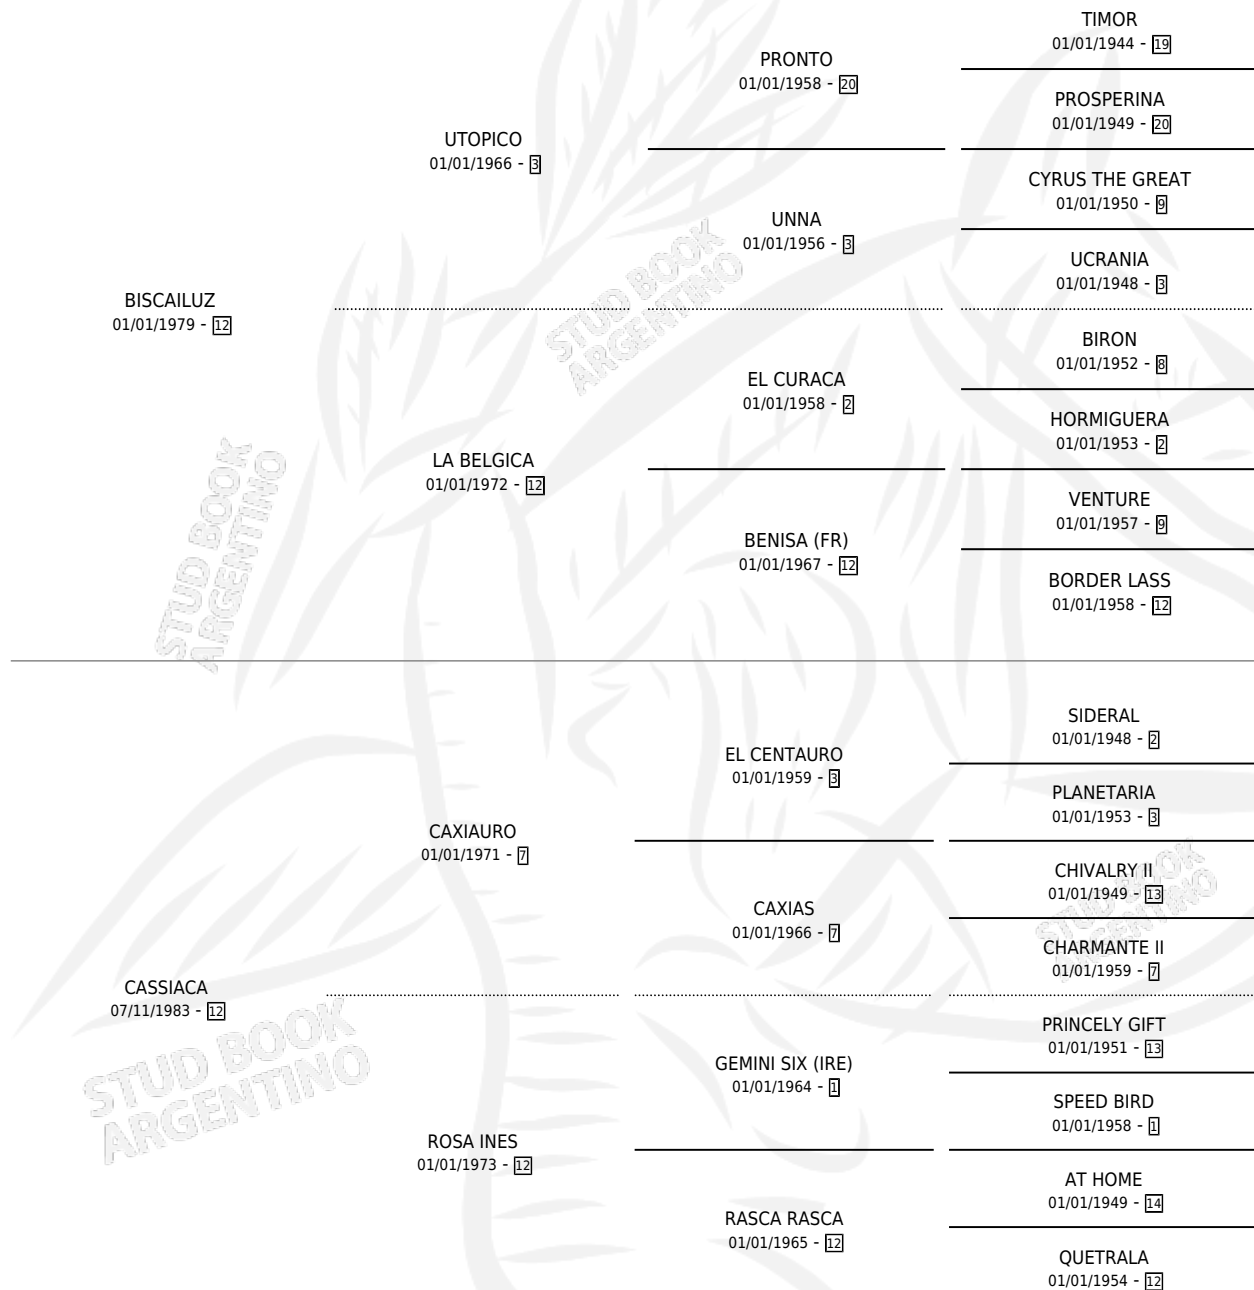 TIMOR
01/01/1944 - 19
PRONTO
01/01/1958 - 20
PROSPERINA
01/01/1949 - 20
UTOPICO
01/01/1966 - 3
CYRUS THE GREAT
01/01/1950 - 9
UNNA
01/01/1956 - 3
UCRANIA
01/01/1948 - 3
BISCAILUZ
01/01/1979 - 12
BIRON
01/01/1952 - 8
EL CURACA
01/01/1958 - 2
HORMIGUERA
01/01/1953 - 2
LA BELGICA
01/01/1972 - 12
VENTURE
01/01/1957 - 9
BENISA (FR)
01/01/1967 - 12
BORDER LASS
01/01/1958 - 12
STUD BOOK
ARGENTINO
STUD BOOK
ARGENTINO
SIDERAL
01/01/1948 - 2
EL CENTAURO
01/01/1959 - 3
PLANETARIA
01/01/1953 - 3
CAXIAURO
01/01/1971 - 7
CHIVALRY II
01/01/1949 - 13
CAXIAS
01/01/1966 - 7
CHARMANTE II
01/01/1959 - 7
STUD BOOK
ARGENTINO
CASSIACA
07/11/1983 - 12
PRINCELY GIFT
01/01/1951 - 13
GEMINI SIX (IRE)
01/01/1964 - 1
SPEED BIRD
01/01/1958 - 1
STUD BOOK
ARGENTINO
ROSA INES
01/01/1973 - 12
AT HOME
01/01/1949 - 14
RASCA RASCA
01/01/1965 - 12
QUETRALA
01/01/1954 - 12